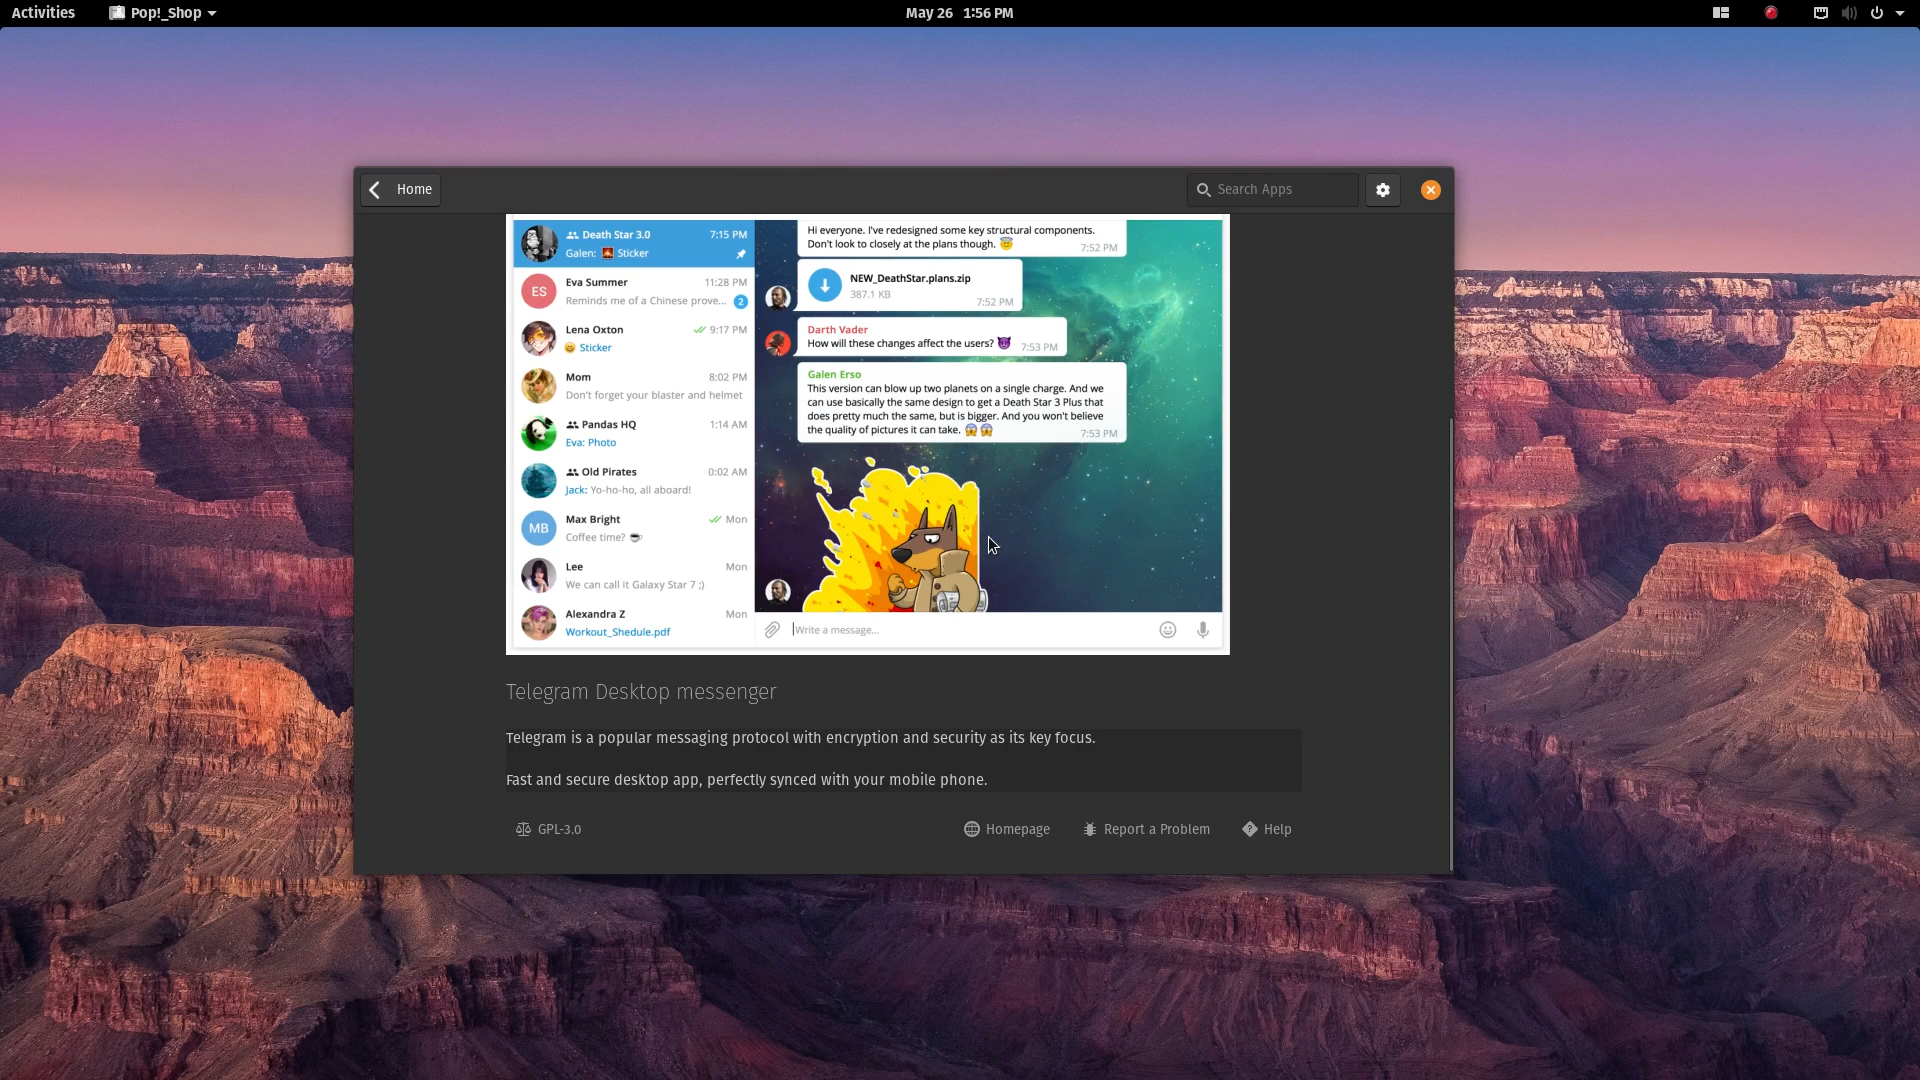 Activities
Pop!_Shop
May 26 1:56 PM
Home
Search Apps
Death Star 3.0 7:15 PM
Galen: Sticker
ES
Eva Summer 11:28 PM
Reminds me of a Chinese prove... 2
Lena Oxton 9:17 PM
Sticker
Mom 8:02 PM
Don't forget your blaster and helmet
Pandas HQ 1:14 AM
Eva: Photo
Old Pirates 0:02 AM
Jack: Yo-ho-ho, all aboard!
MB
Max Bright Mon
Coffee time?
Lee Mon
We can call it Galaxy Star 7 ;)
Alexandra Z Mon
Workout_Shedule.pdf
Hi everyone. I've redesigned some key structural components.
Don't look to closely at the plans though. 7:52 PM
NEW_DeathStar.plans.zip
387.1 KB 7:52 PM
Darth Vader
How will these changes affect the users? 7:53 PM
Galen Erso
This version can blow up two planets on a single charge. And we
can use basically the same design to get a Death Star 3 Plus that
does pretty much the same, but is bigger. And you won't believe
the quality of pictures it can take. 7:53 PM
Write a message...
Telegram Desktop messenger
Telegram is a popular messaging protocol with encryption and security as its key focus.
Fast and secure desktop app, perfectly synced with your mobile phone.
GPL-3.0
Homepage
Report a Problem
Help